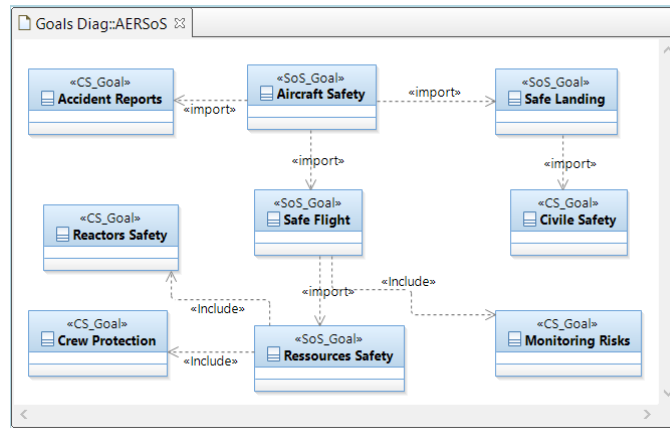 Goals Diag::AERSoS
«CS_Goal»
Accident Reports
«import»
«SoS_Goal»
Aircraft Safety
«import»
«SoS_Goal»
Safe Landing
«import»
«import»
«CS_Goal»
Reactors Safety
«SoS_Goal»
Safe Flight
«CS_Goal»
Civile Safety
«Include»
«import»
«Include»
«CS_Goal»
Crew Protection
«Include»
«SoS_Goal»
Ressources Safety
«CS_Goal»
Monitoring Risks